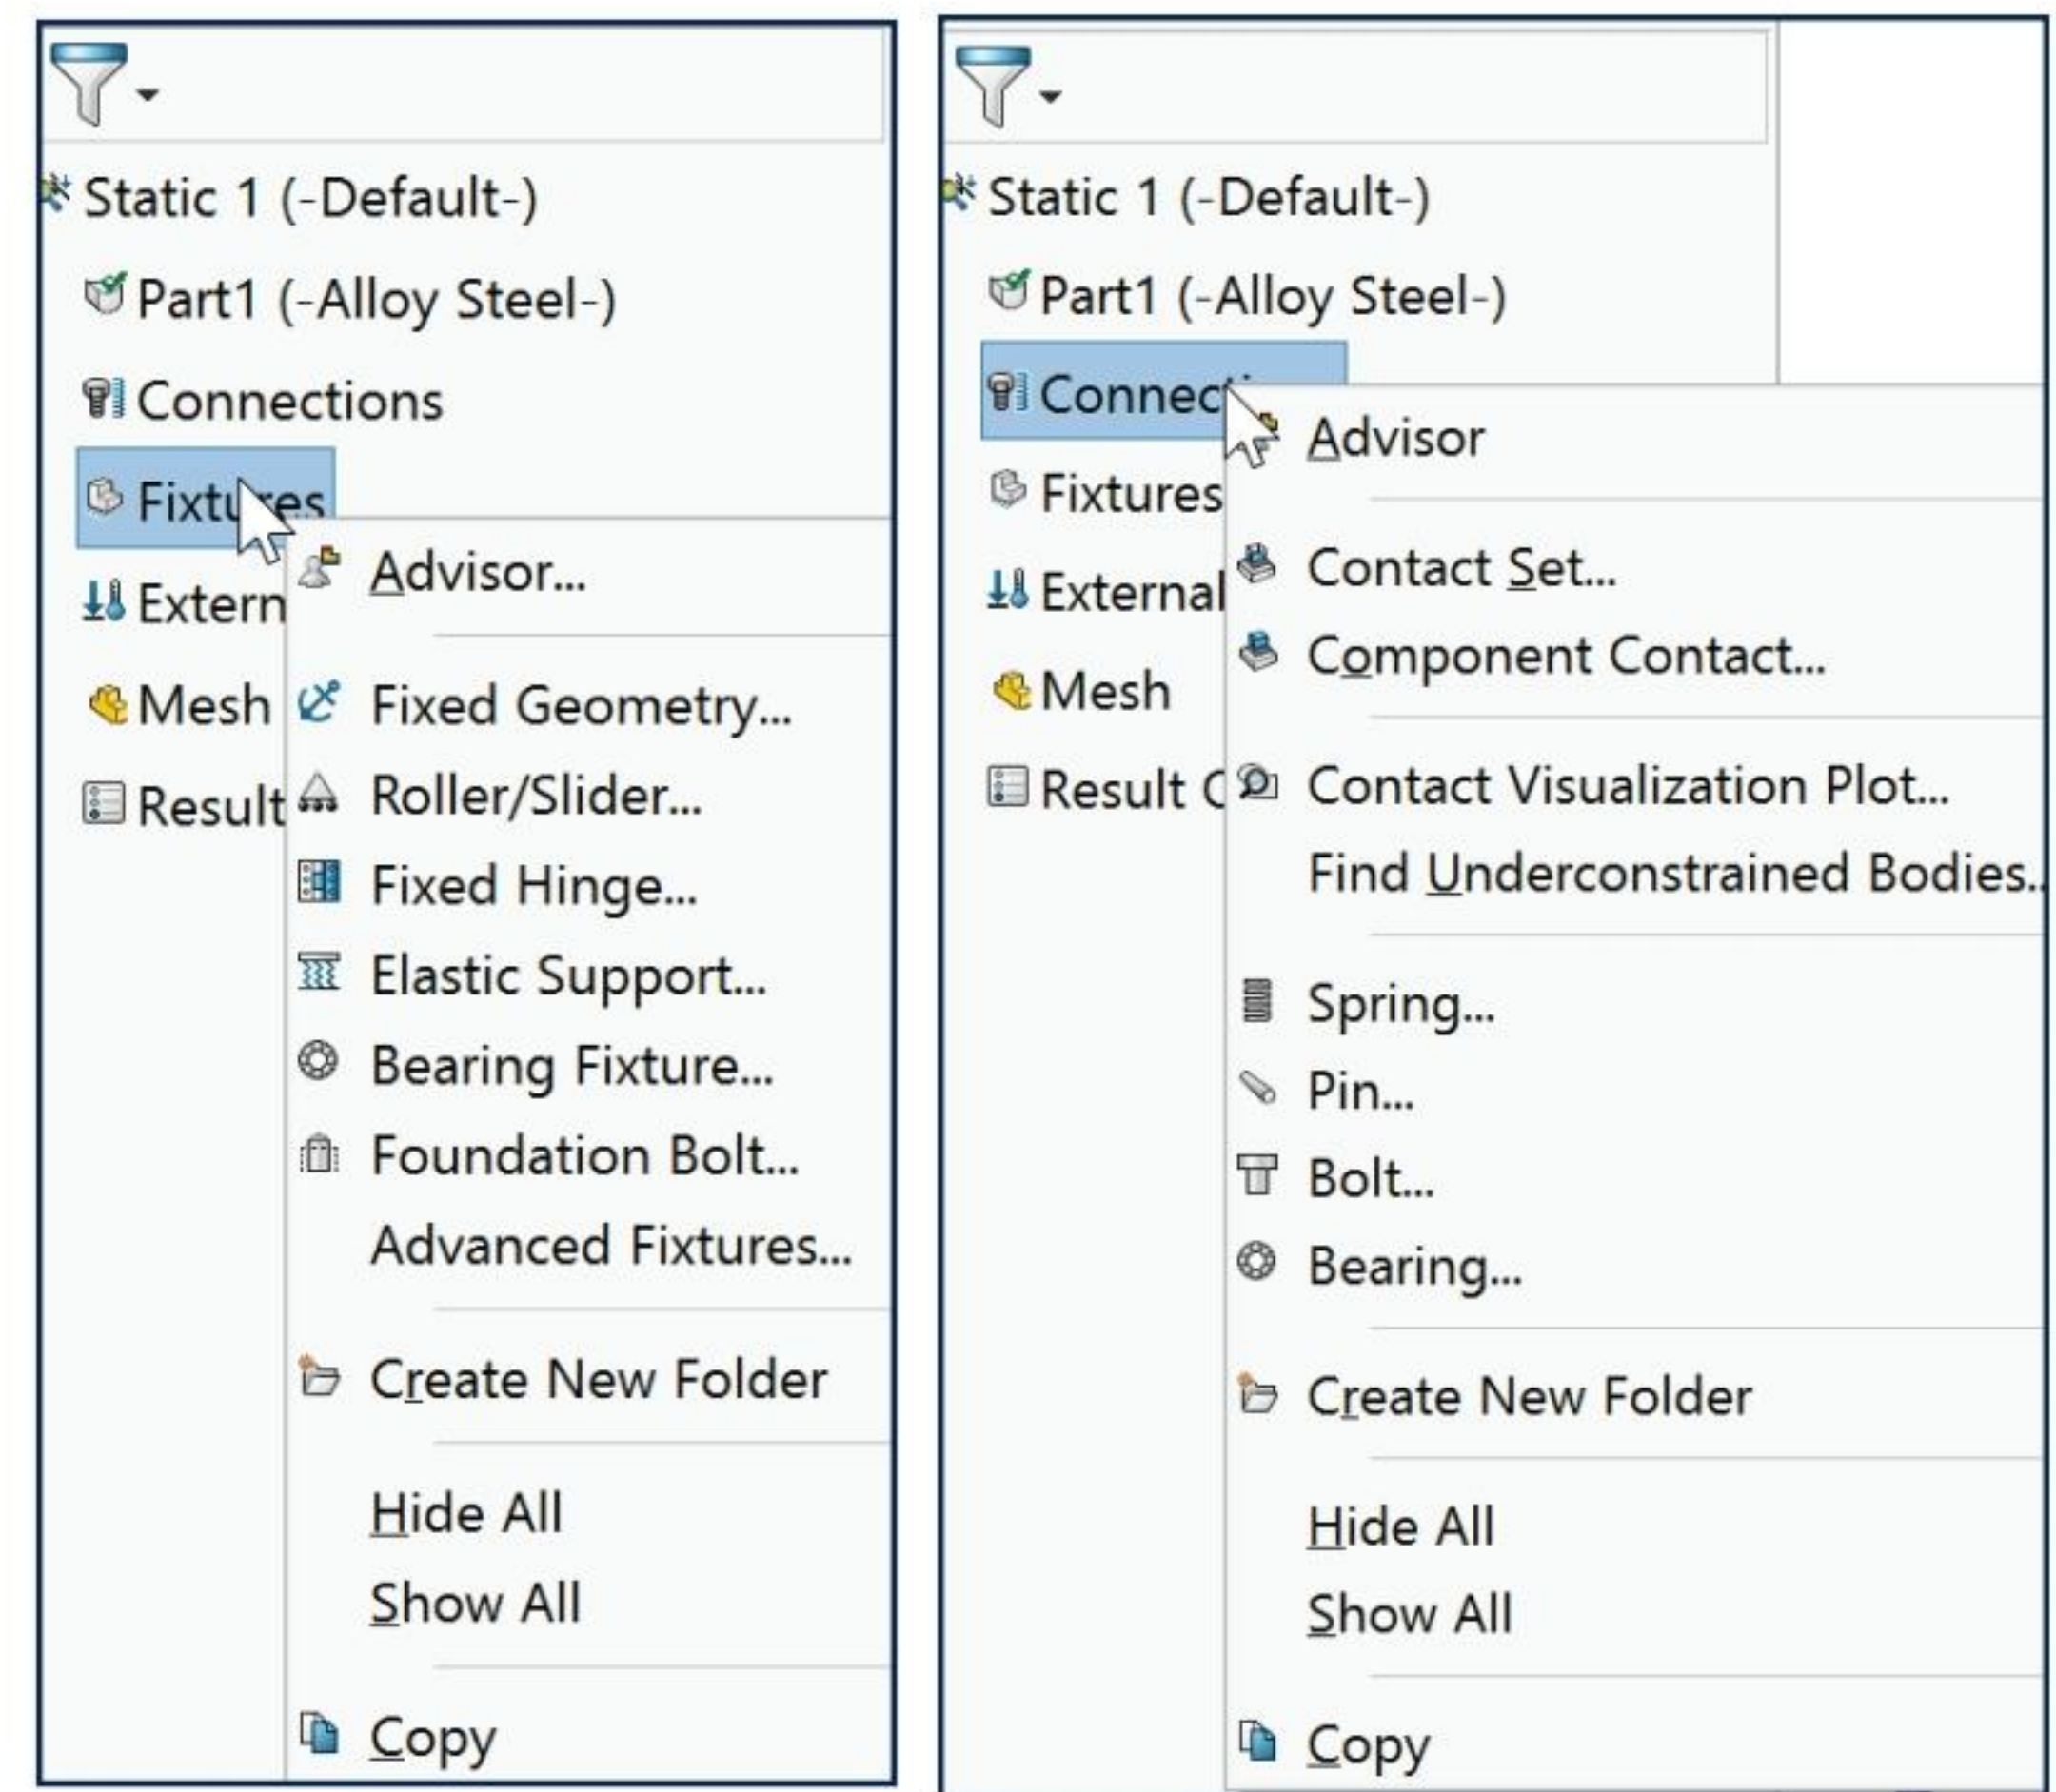 Static 1 (-Default-)
Part1 (-Alloy Steel-)
Connections
Fixtures
Extern
Mesh
Result
Advisor...
Fixed Geometry...
Roller/Slider...
Fixed Hinge...
Elastic Support...
Bearing Fixture...
Foundation Bolt...
Advanced Fixtures...
Create New Folder
Hide All
Show All
Copy
Static 1 (-Default-)
Part1 (-Alloy Steel-)
Connec
Fixtures
External
Mesh
Result C
Advisor
Contact Set...
Component Contact...
Contact Visualization Plot...
Find Underconstrained Bodies..
Spring...
Pin...
Bolt...
Bearing...
Create New Folder
Hide All
Show All
Copy